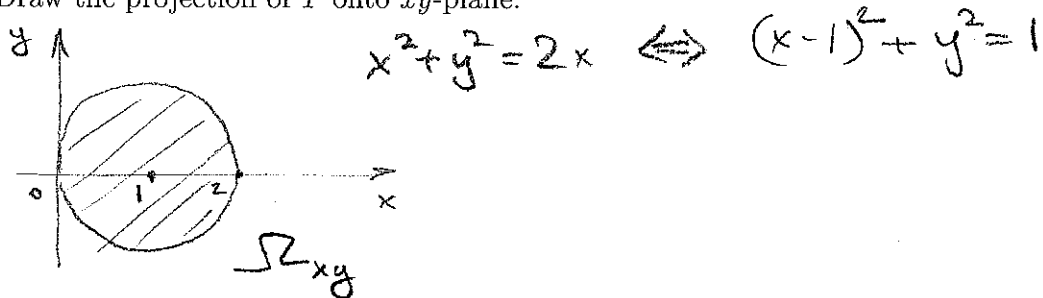 Draw the projection of T onto xy-plane.
y
x² + y² = 2x ⟺ (x-1)² + y² = 1
0 1 2
x
Ω_xy